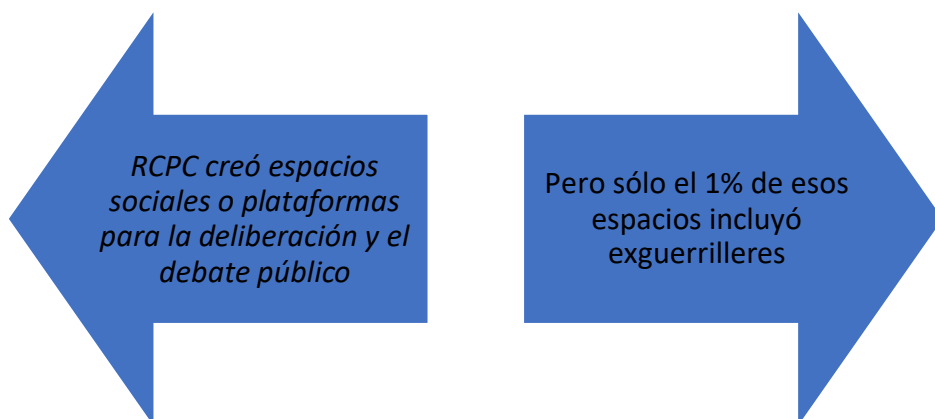 RCPC creó espacios
sociales o plataformas
para la deliberación y el
debate público
Pero sólo el 1% de esos
espacios incluyó
exguerrilleres